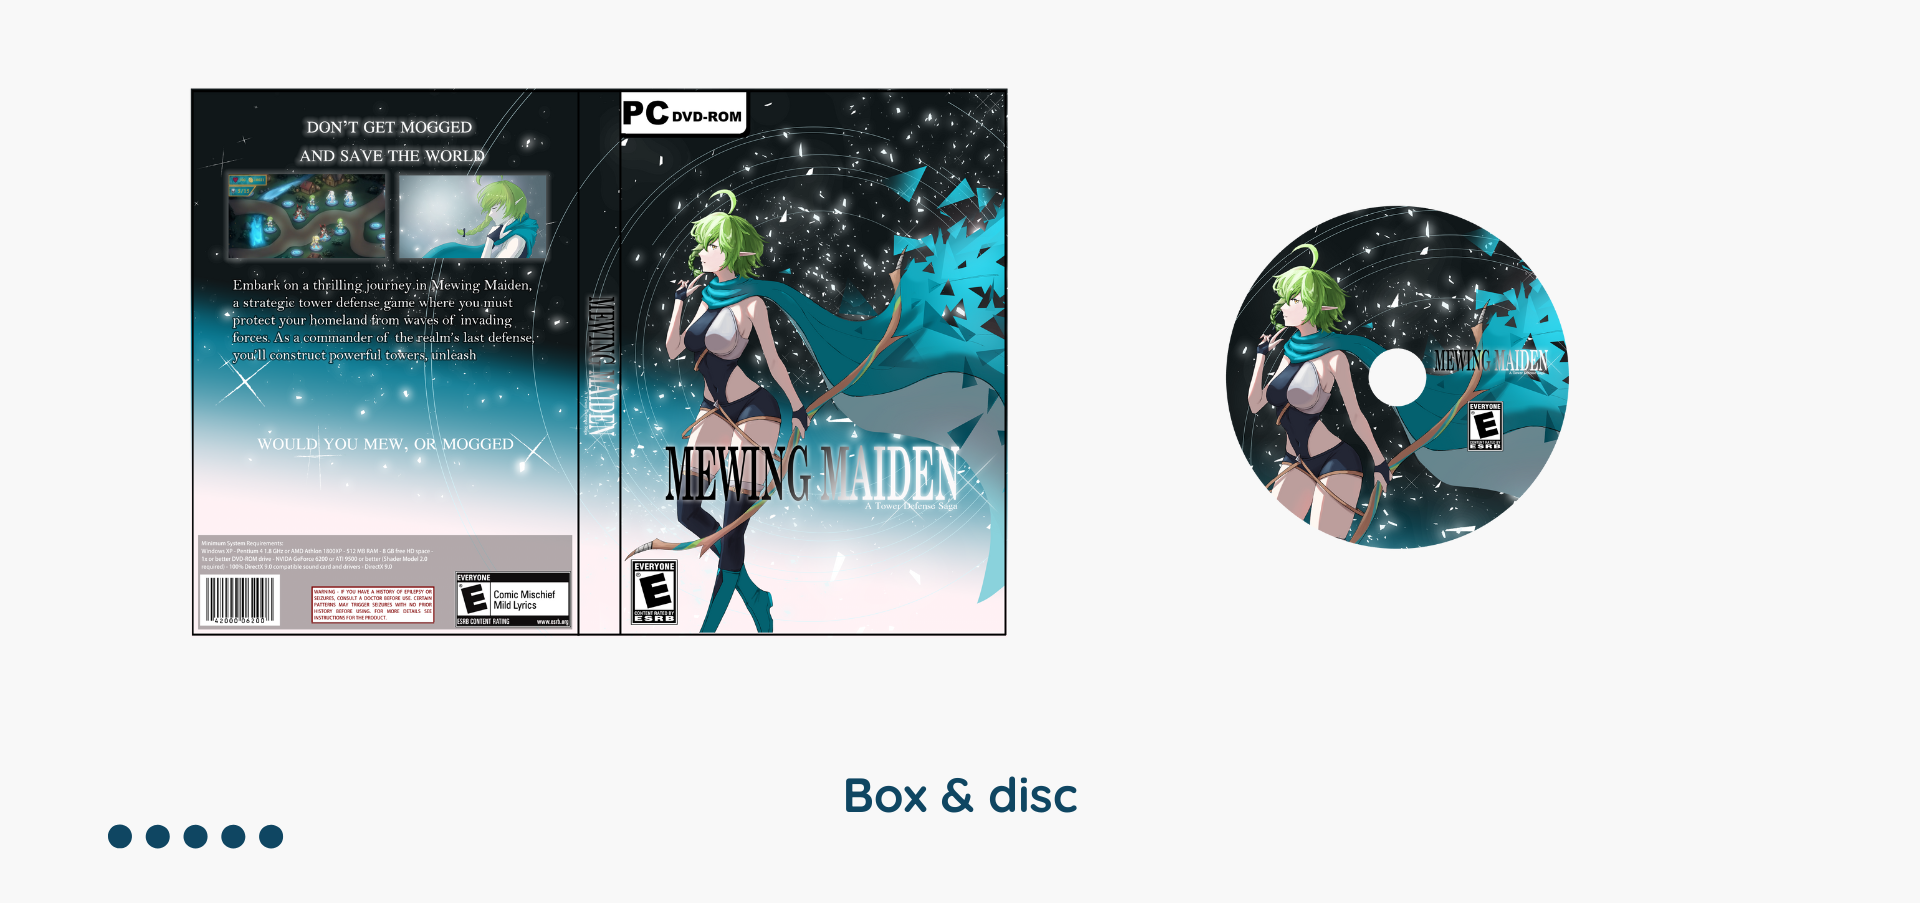 DON'T GET MOGGED
AND SAVE THE WORLD
Embark on a thrilling journey in Mewing Maiden,
a strategic tower defense game where you must
protect your homeland from waves of invading
forces. As a commander of the realm's last defense,
you'll construct powerful towers, unleash
WOULD YOU MEW, OR MOGGED
Minimum System Requirements:
Windows XP - Pentium 4 1.8 GHz or AMD Athlon 1800XP - 512 MB RAM - 8 GB free HD space -
or better DVD-ROM drive - NVIDIA GeForce 6200 or ATI 9500 or better (Shader Model 2.0
required) - 100% DirectX 9.0 compatible sound card and drivers - DirectX 9.0
42000 06200
WARNING - IF YOU HAVE A HISTORY OF EPILEPSY OR
SEIZURES, CONSULT A DOCTOR BEFORE USE. CERTAIN
PATTERNS MAY TRIGGER SEIZURES WITH NO PRIOR
HISTORY BEFORE USING. FOR MORE DETAILS SEE
INSTRUCTIONS FOR THE PRODUCT.
EVERYONE
E
Comic Mischief
Mild Lyrics
ESRB CONTENT RATING www.esrb.org
MEWING MAIDEN
PC DVD-ROM
MEWING MAIDEN
A Tower Defense Saga
EVERYONE
E
CONTENT RATED BY
ESRB
MEWING MAIDEN
EVERYONE
E
CONTENT RATED BY
ESRB
Box & disc